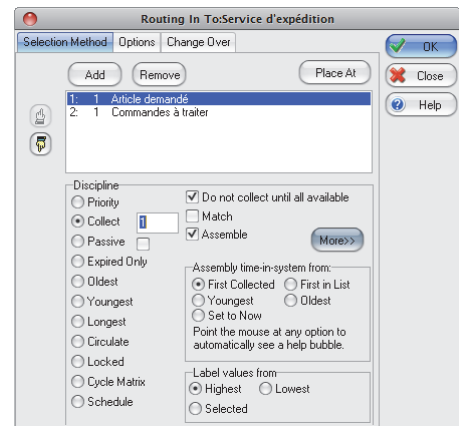 Routing In To:Service d'expédition
Selection Method Options Change Over
OK
Close
Help
Add Remove Place At
1: 1 Article demandé
2: 1 Commandes à traiter
Discipline
Priority
Collect 1
Passive
Expired Only
Oldest
Youngest
Longest
Circulate
Locked
Cycle Matrix
Schedule
Do not collect until all available
Match
Assemble
More>>
Assembly time-in-system from:
First Collected First in List
Youngest Oldest
Set to Now
Point the mouse at any option to
automatically see a help bubble.
Label values from
Highest Lowest
Selected